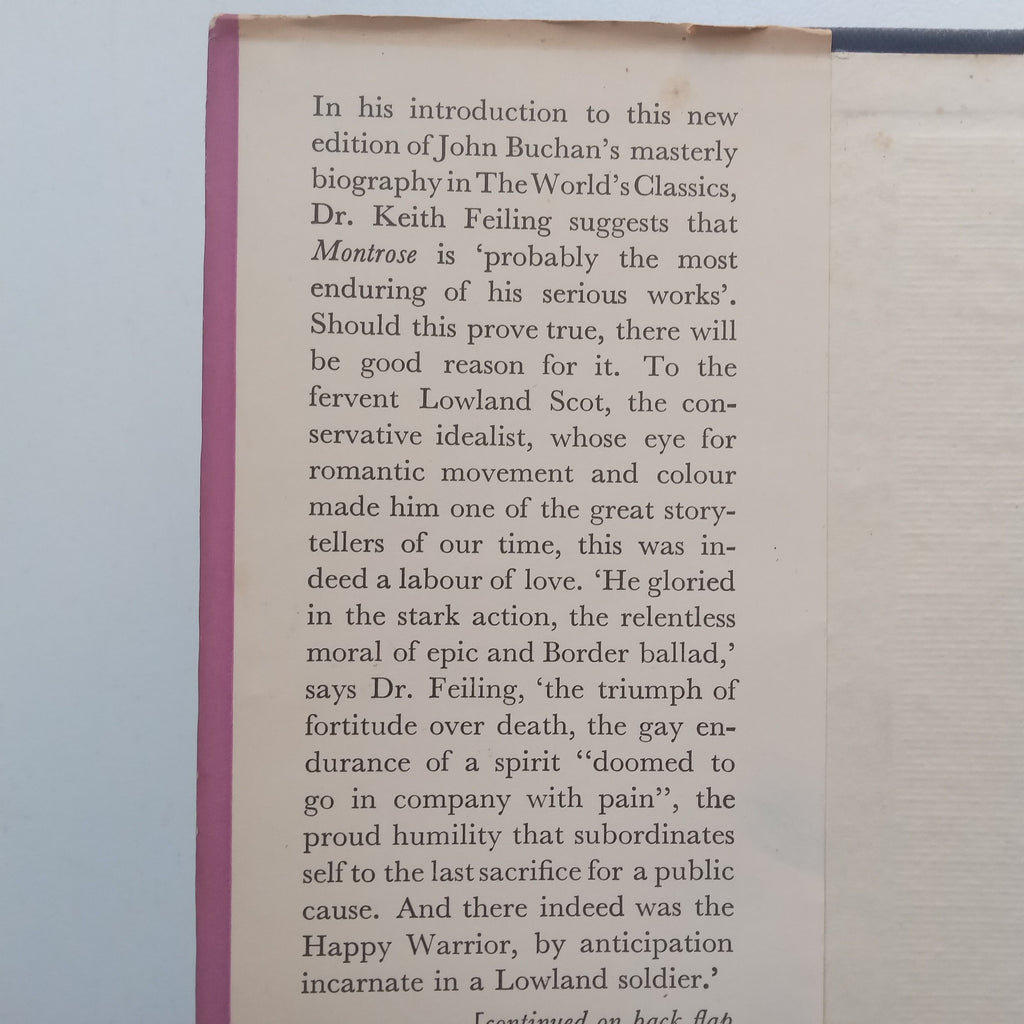 In his introduction to this new
edition of John Buchan's masterly
biography in The World's Classics,
Dr. Keith Feiling suggests that
Montrose is ‘probably the most
enduring of his serious works’.
Should this prove true, there will
be good reason for it. To the
fervent Lowland Scot, the con-
servative idealist, whose eye for
romantic movement and colour
made him one of the great story-
tellers of our time, this was in-
deed a labour of love. ‘He gloried
in the stark action, the relentless
moral of epic and Border ballad,’
says Dr. Feiling, ‘the triumph of
fortitude over death, the gay en-
durance of a spirit “doomed to
go in company with pain”, the
proud humility that subordinates
self to the last sacrifice for a public
cause. And there indeed was the
Happy Warrior, by anticipation
incarnate in a Lowland soldier.’
[continued on back flap